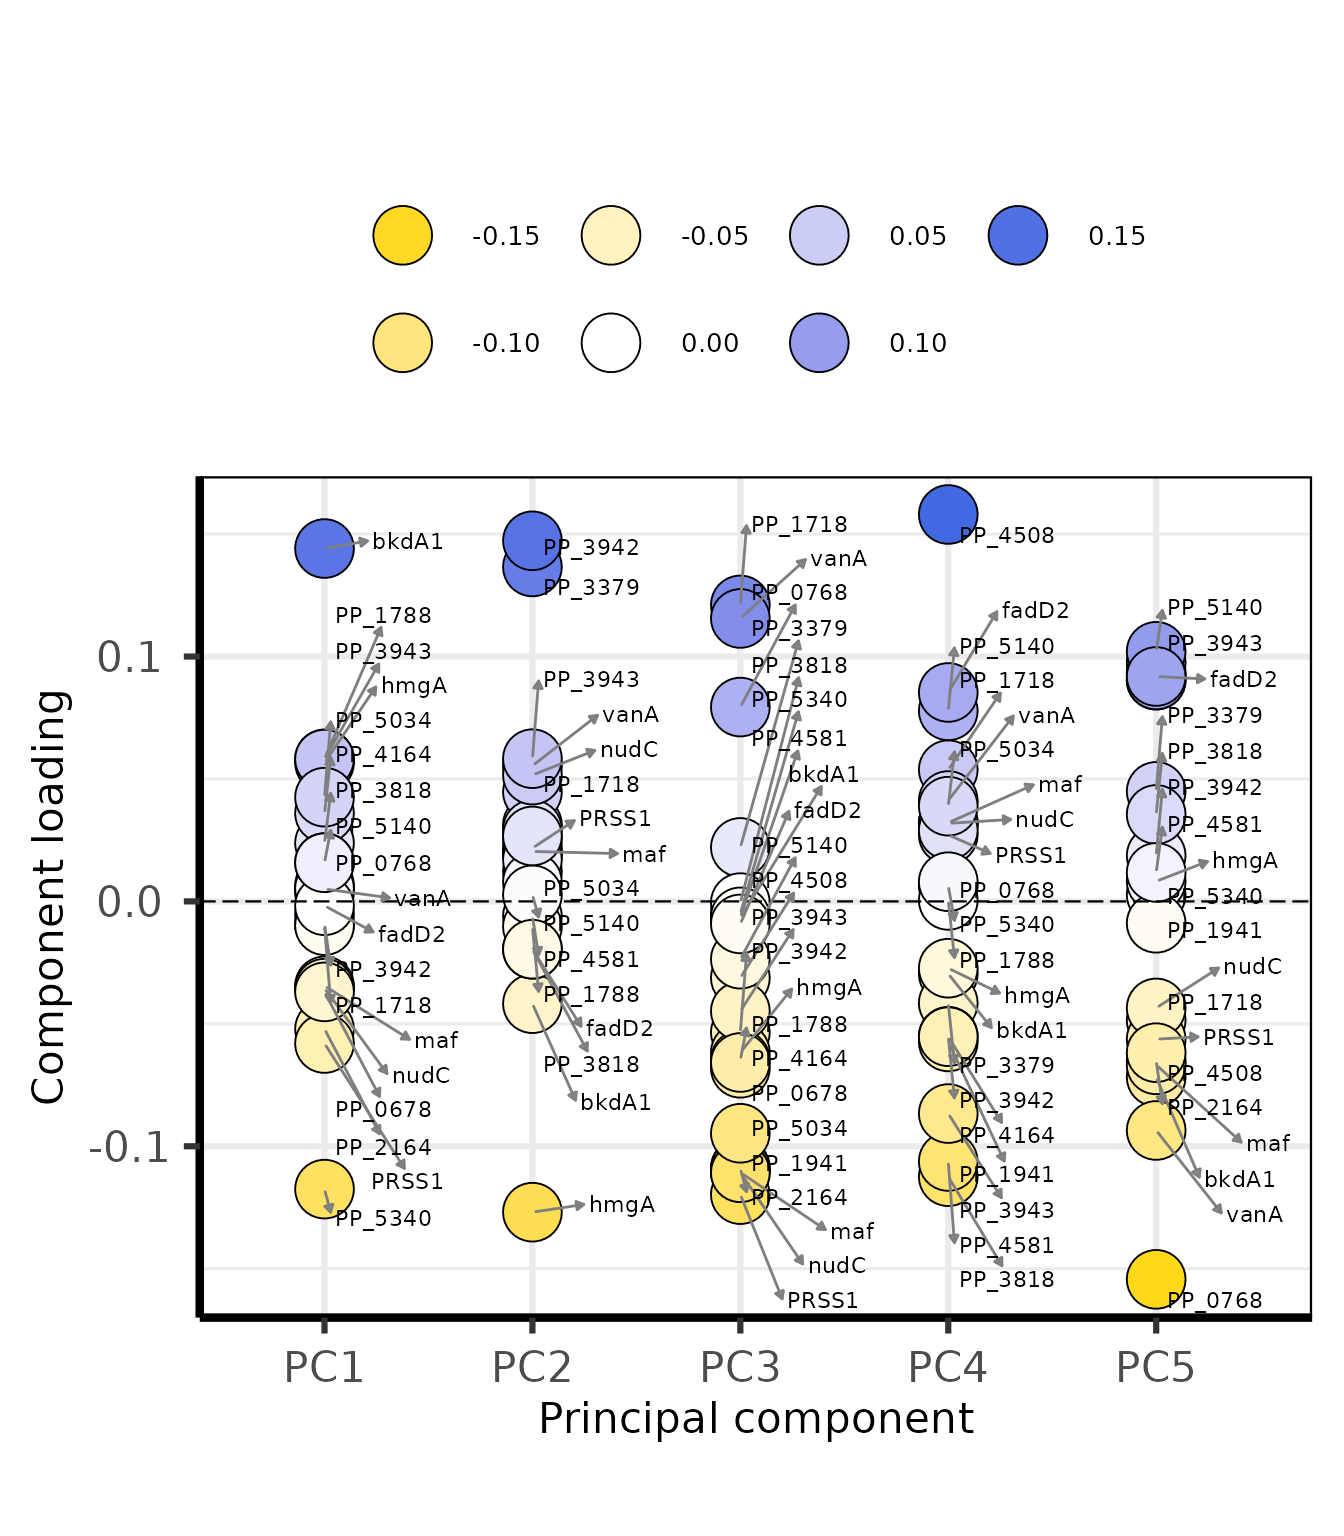 -0.15 -0.05 0.05 0.15
-0.10 0.00 0.10
Component loading
0.1
0.0
-0.1
bkdA1
PP_1788
PP_3943
hmgA
PP_5034
PP_4164
PP_3818
PP_5140
PP_0768
vanA
fadD2
PP_3942
PP_1718
maf
nudC
PP_0678
PP_2164
PRSS1
PP_5340
PP_3942
PP_3379
PP_3943
vanA
nudC
PP_1718
PRSS1
maf
PP_5034
PP_5140
PP_4581
PP_1788
fadD2
PP_3818
bkdA1
hmgA
PP_1718
vanA
PP_0768
PP_3379
PP_3818
PP_5340
PP_4581
bkdA1
fadD2
PP_5140
PP_4508
PP_3943
PP_3942
hmgA
PP_1788
PP_4164
PP_0678
PP_5034
PP_1941
PP_2164
maf
nudC
PRSS1
PP_4508
fadD2
PP_5140
PP_1718
vanA
PP_5034
maf
nudC
PRSS1
PP_0768
PP_5340
PP_1788
hmgA
bkdA1
PP_3379
PP_3942
PP_4164
PP_1941
PP_3943
PP_4581
PP_3818
PP_5140
PP_3943
fadD2
PP_3379
PP_3818
PP_3942
PP_4581
hmgA
PP_5340
PP_1941
nudC
PP_1718
PRSS1
PP_4508
PP_2164
maf
bkdA1
vanA
PP_0768
PC1 PC2 PC3 PC4 PC5
Principal component